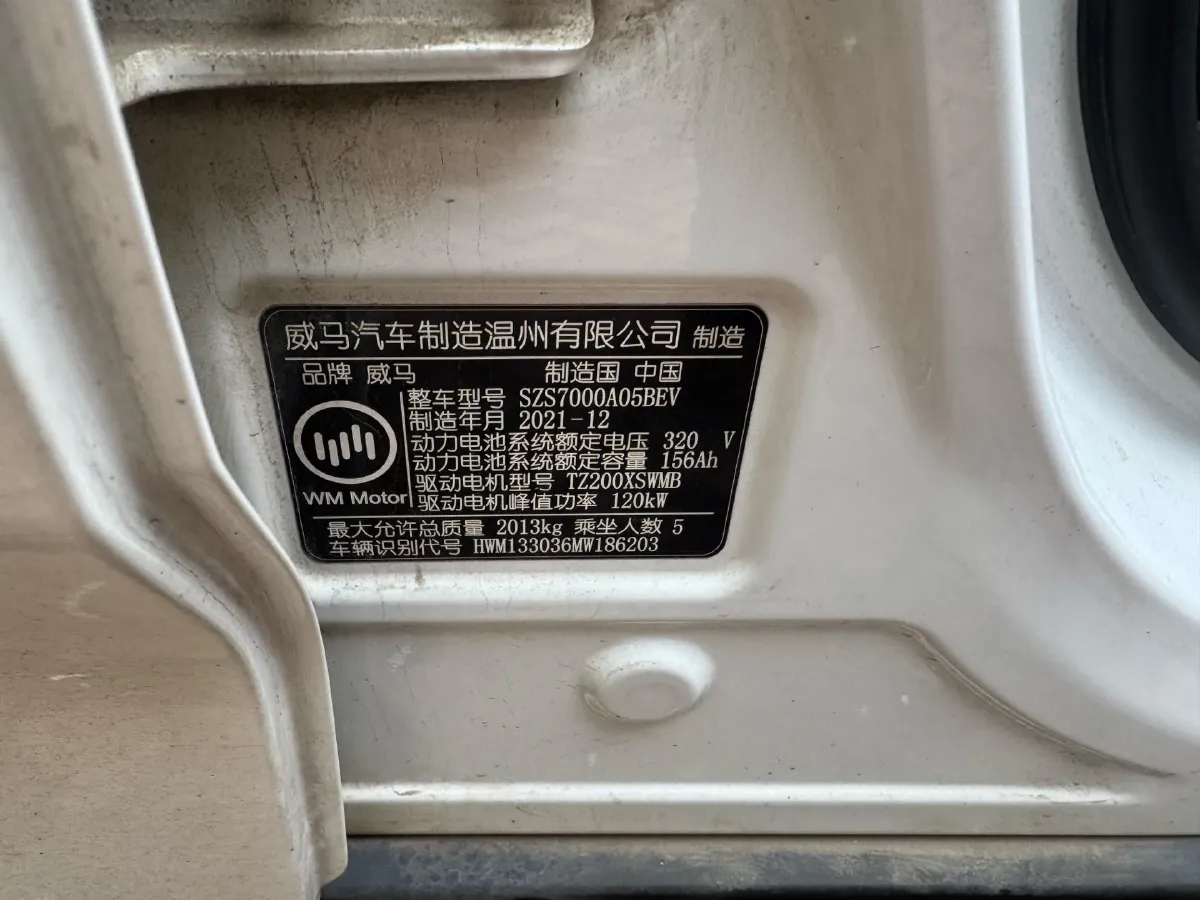 威马汽车制造温州有限公司 制造
品牌 威马 制造国 中国
整车型号 SZS7000A05BEV
制造年月 2021-12
动力电池系统额定电压 320 V
动力电池系统额定容量 156Ah
驱动电机型号 TZ200XSWMB
驱动电机峰值功率 120kW
WM Motor
最大允许总质量 2013kg 乘坐人数 5
车辆识别代号 HWM133036MW186203